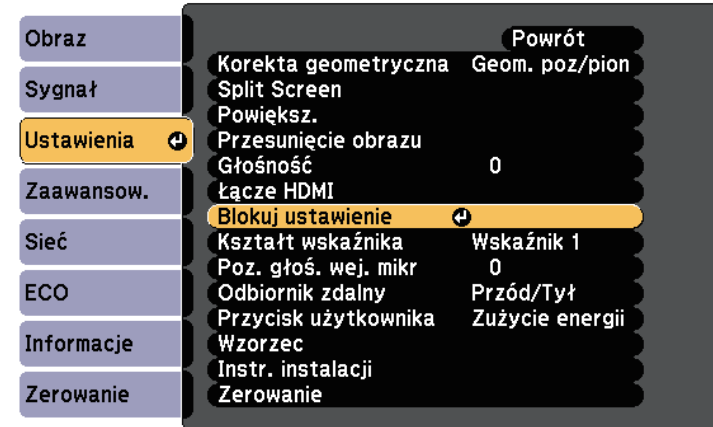 Obraz
Sygnał
Ustawienia
Zaawansow.
Sieć
ECO
Informacje
Zerowanie
Powrót
Korekta geometryczna Geom. poz/pion
Split Screen
Powiększ.
Przesunięcie obrazu
Głośność 0
Łącze HDMI
Blokuj ustawienie
Kształt wskaźnika Wskaźnik 1
Poz. głoś. wej. mikr 0
Odbiornik zdalny Przód/Tył
Przycisk użytkownika Zużycie energii
Wzorzec
Instr. instalacji
Zerowanie